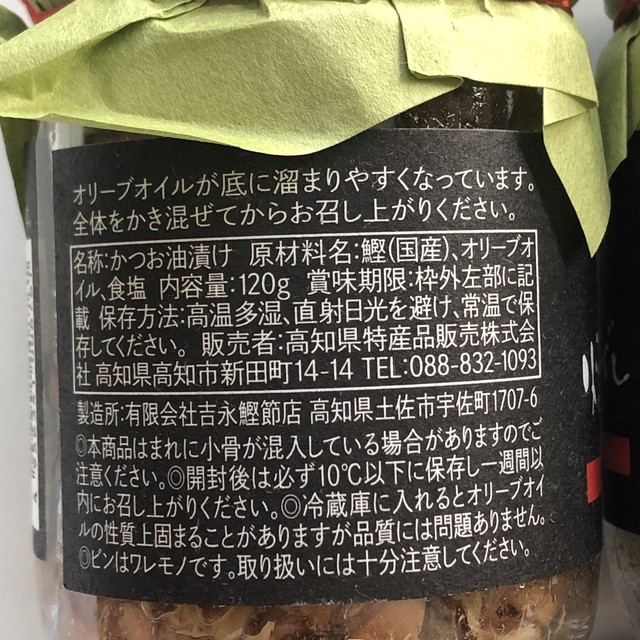 オリーブオイルが底に溜まりやすくなっています。
全体をかき混ぜてからお召し上がりください。
名称:かつお油漬け 原材料名:鰹(国産)、オリーブオ
イル、食塩 内容量:120g 賞味期限:枠外左部に記
載 保存方法:高温多湿、直射日光を避け、常温で保
存してください。 販売者:高知県特産品販売株式会
社 高知県高知市新田町14-14 TEL:088-832-1093
製造所:有限会社吉永鰹節店 高知県土佐市宇佐町1707-6
◎本商品はまれに小骨が混入している場合がありますのでご
注意ください。◎開封後は必ず10℃以下に保存し一週間以
内にお召し上がりください。◎冷蔵庫に入れるとオリーブオイ
ルの性質上固まることがありますが品質には問題ありません。
◎ビンはワレモノです。取り扱いには十分注意してください。